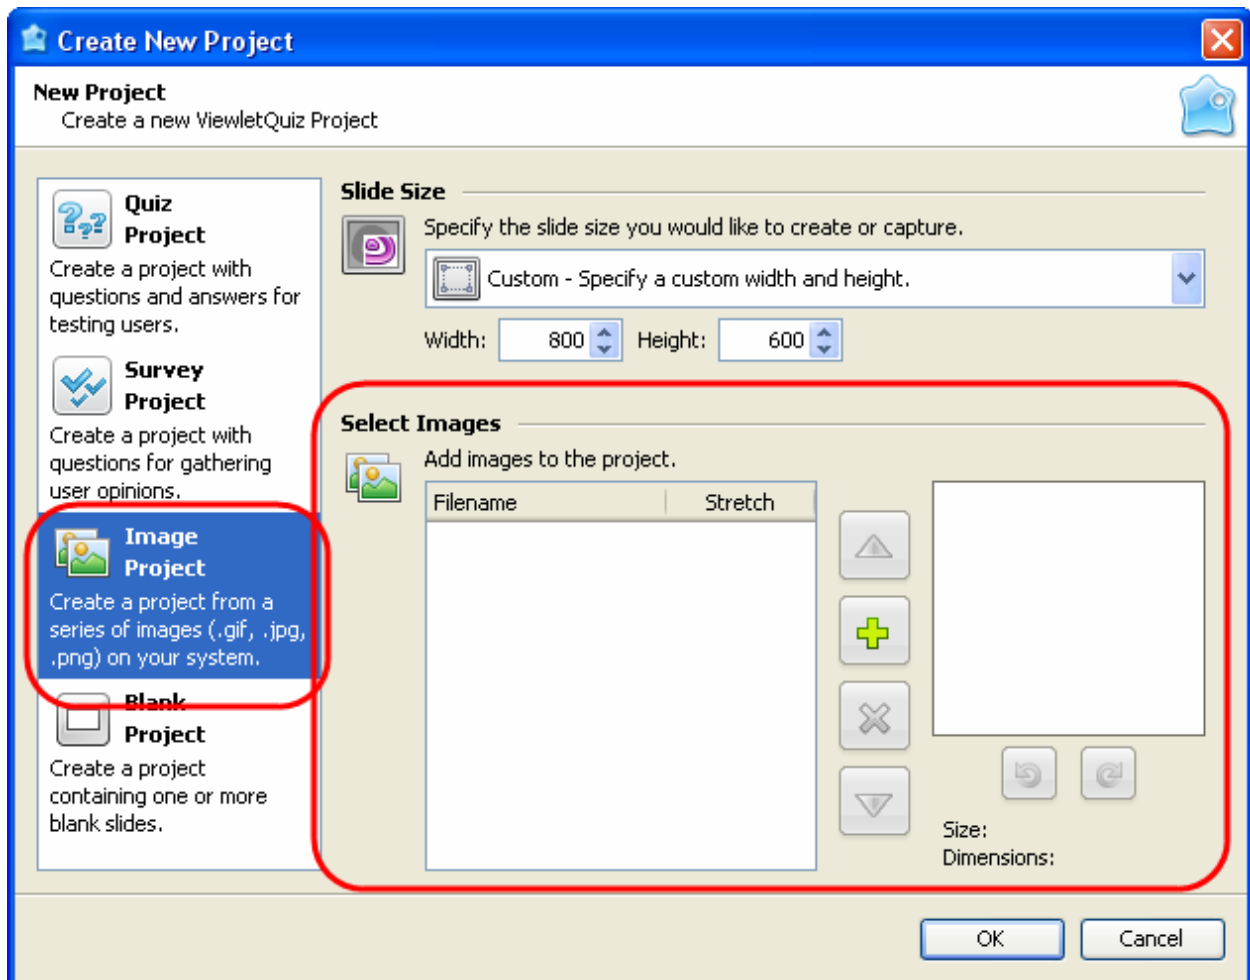 Create New Project
New Project
Create a new ViewletQuiz Project
Quiz
Project
Create a project with
questions and answers for
testing users.
Survey
Project
Create a project with
questions for gathering
user opinions.
Image
Project
Create a project from a
series of images (.gif, .jpg,
.png) on your system.
Blank
Project
Create a project
containing one or more
blank slides.
Slide Size
Specify the slide size you would like to create or capture.
Custom - Specify a custom width and height.
Width: 800 Height: 600
Select Images
Add images to the project.
Filename Stretch
Size:
Dimensions:
OK Cancel